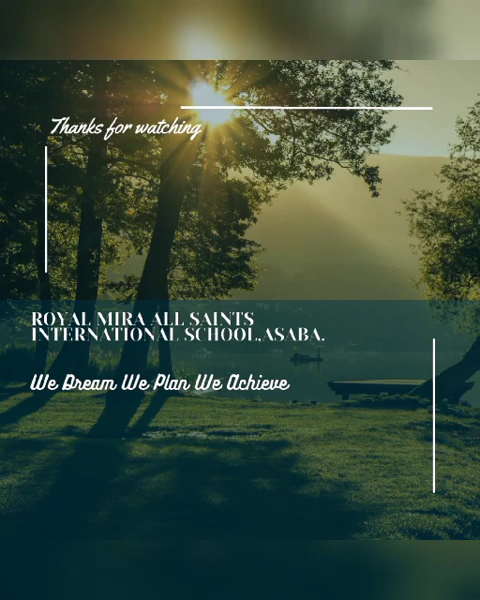 Thanks for watching
ROYAL MIRA ALL SAINTS
INTERNATIONAL SCHOOL,ASABA.
We Dream We Plan We Achieve